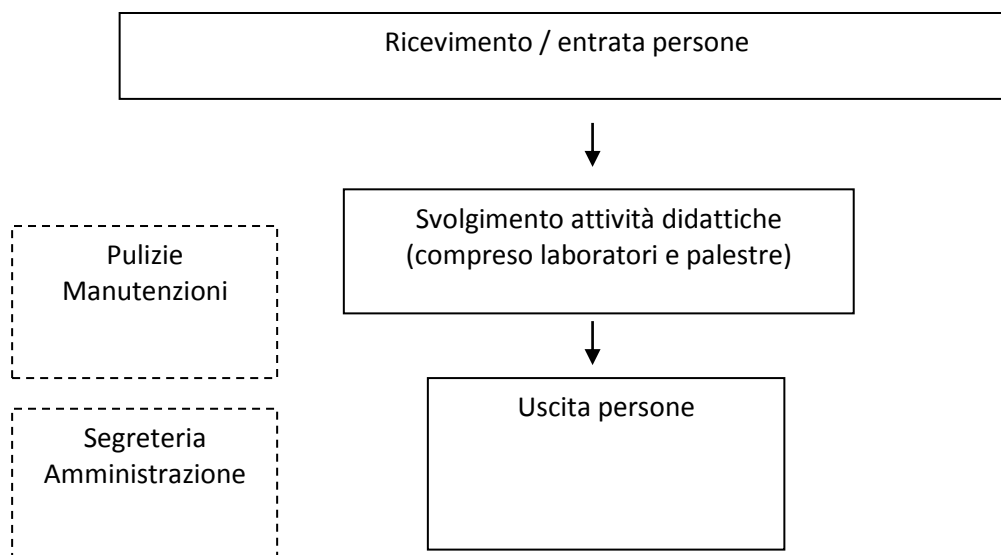 Ricevimento / entrata persone
Svolgimento attività didattiche
(compreso laboratori e palestre)
Pulizie
Manutenzioni
Uscita persone
Segreteria
Amministrazione